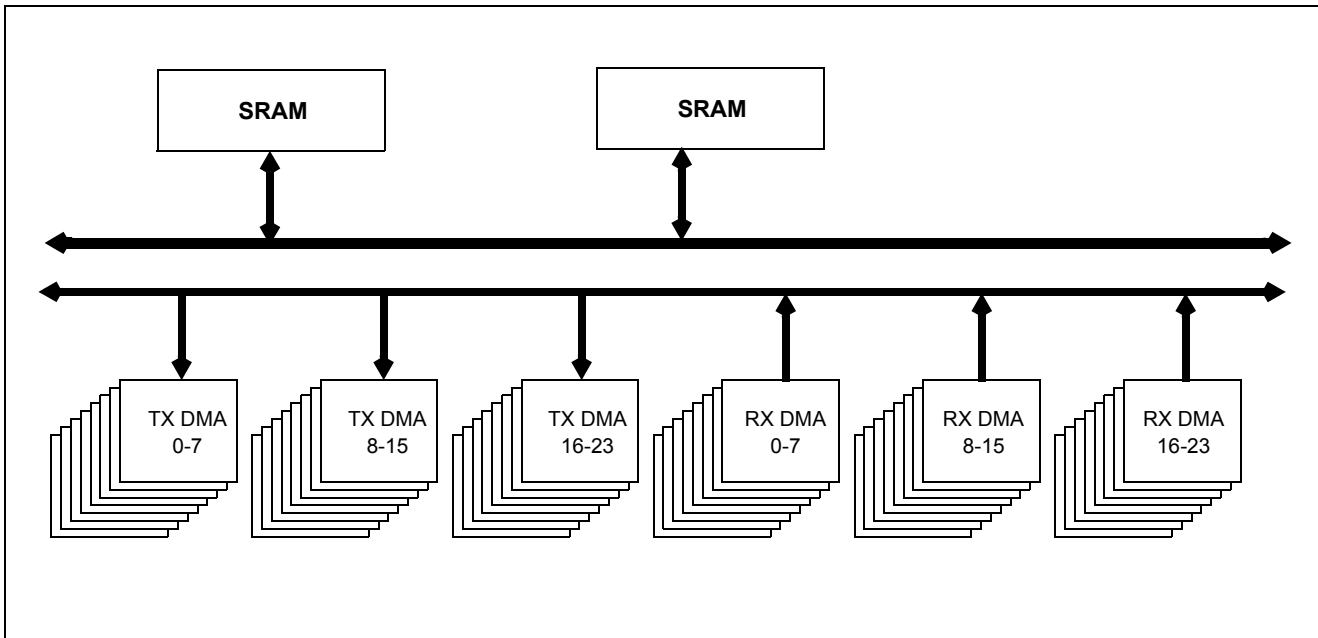 SRAM
SRAM
TX DMA
0-7
TX DMA
8-15
TX DMA
16-23
RX DMA
0-7
RX DMA
8-15
RX DMA
16-23